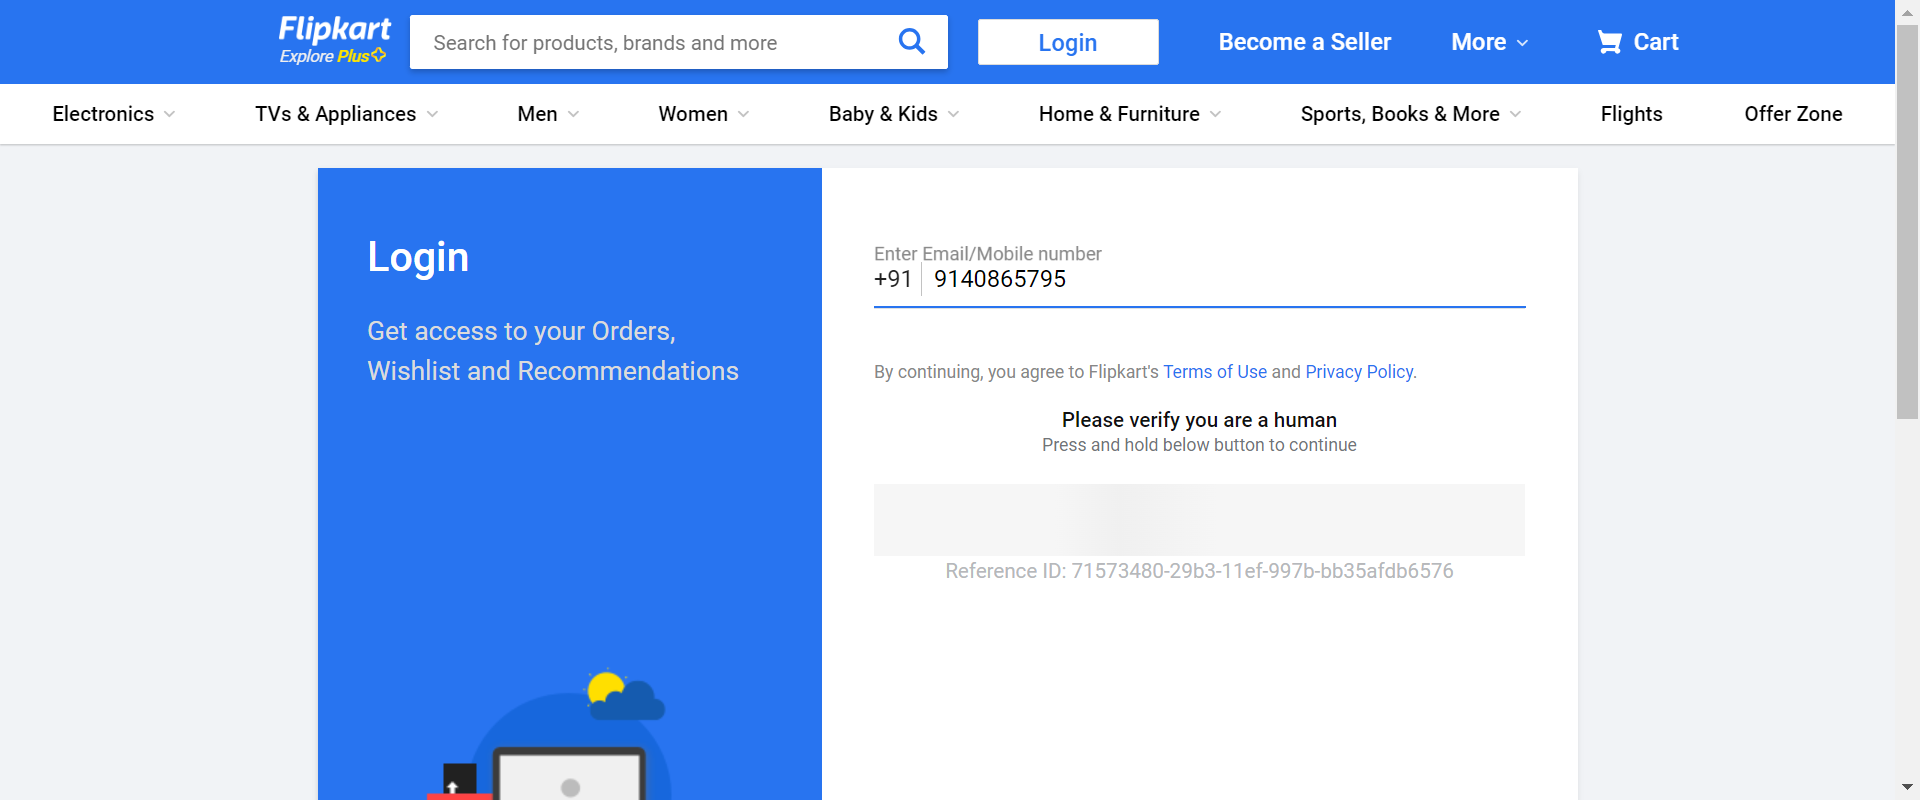 Flipkart
Explore Plus
Search for products, brands and more
Login
Become a Seller
More
Cart
Electronics
TVs & Appliances
Men
Women
Baby & Kids
Home & Furniture
Sports, Books & More
Flights
Offer Zone
Login
Get access to your Orders,
Wishlist and Recommendations
Enter Email/Mobile number
+91 9140865795
By continuing, you agree to Flipkart's Terms of Use and Privacy Policy.
Please verify you are a human
Press and hold below button to continue
Reference ID: 71573480-29b3-11ef-997b-bb35afdb6576